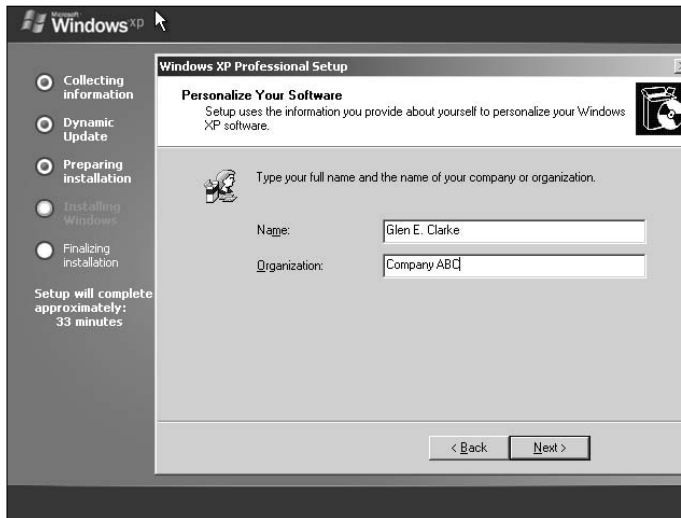 Microsoft
Windows xp
Collecting
information
Dynamic
Update
Preparing
installation
Installing
Windows
Finalizing
installation
Setup will complete
approximately:
33 minutes
Windows XP Professional Setup
Personalize Your Software
Setup uses the information you provide about yourself to personalize your Windows
XP software.
Type your full name and the name of your company or organization.
Name:
Glen E. Clarke
Organization:
Company ABC
< Back
Next >